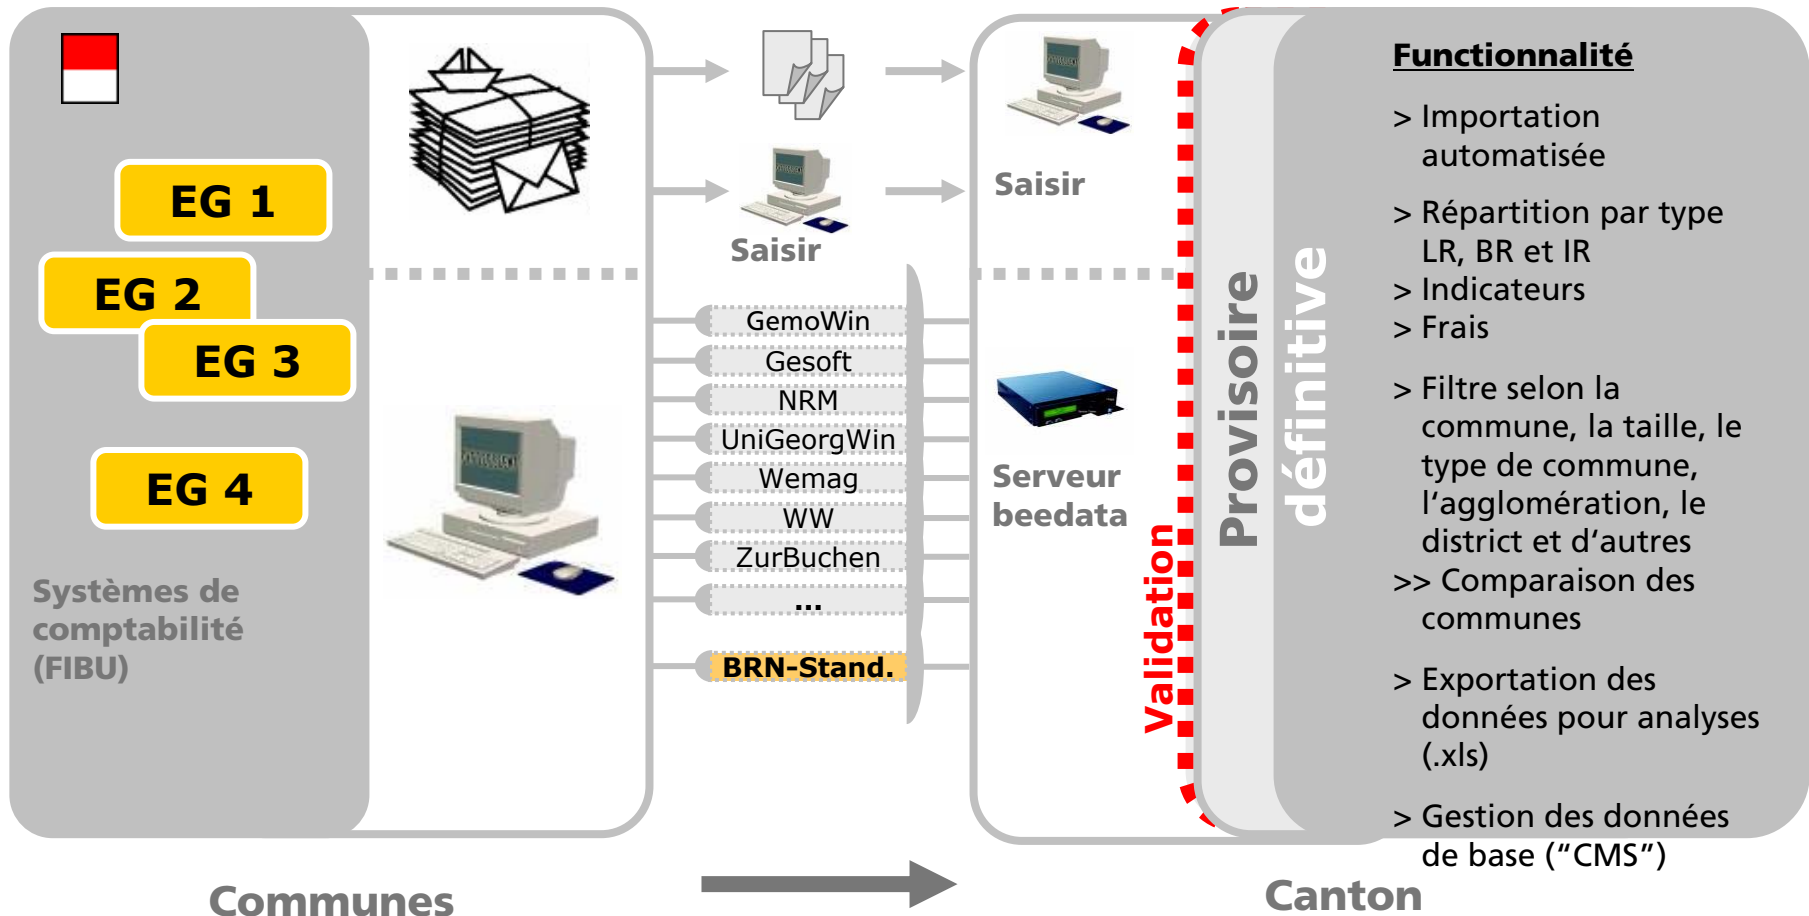 EG 1
EG 2
EG 3
EG 4
Systèmes de
comptabilité
(FIBU)
Communes
Saisir
GemoWin
Gesoft
NRM
UniGeorgWin
Wemag
WW
ZurBuchen
...
BRN-Stand.
Saisir
Serveur
beedata
Validation
Provisoire
définitive
Functionnalité
> Importation
automatisée
> Répartition par type
LR, BR et IR
> Indicateurs
> Frais
> Filtre selon la
commune, la taille, le
type de commune,
l‘agglomération, le
district et d‘autres
>> Comparaison des
communes
> Exportation des
données pour analyses
(.xls)
> Gestion des données
de base (“CMS”)
Canton